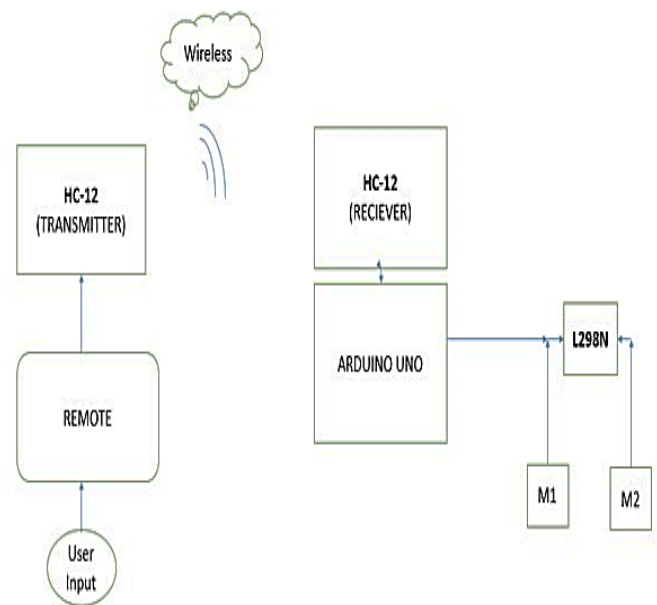 Wireless
HC-12
(TRANSMITTER)
HC-12
(RECIEVER)
REMOTE
ARDUINO UNO
L298N
M1
M2
User
Input